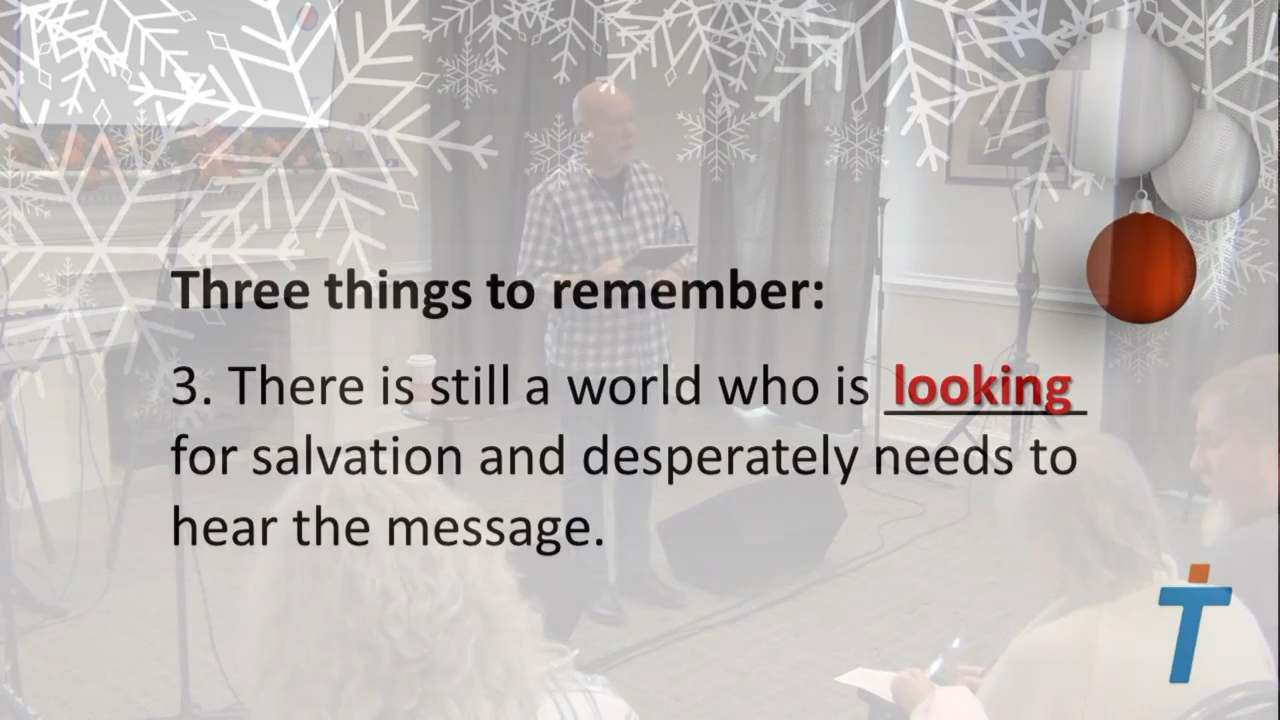 Three things to remember:
3. There is still a world who is looking
for salvation and desperately needs to
hear the message.
T